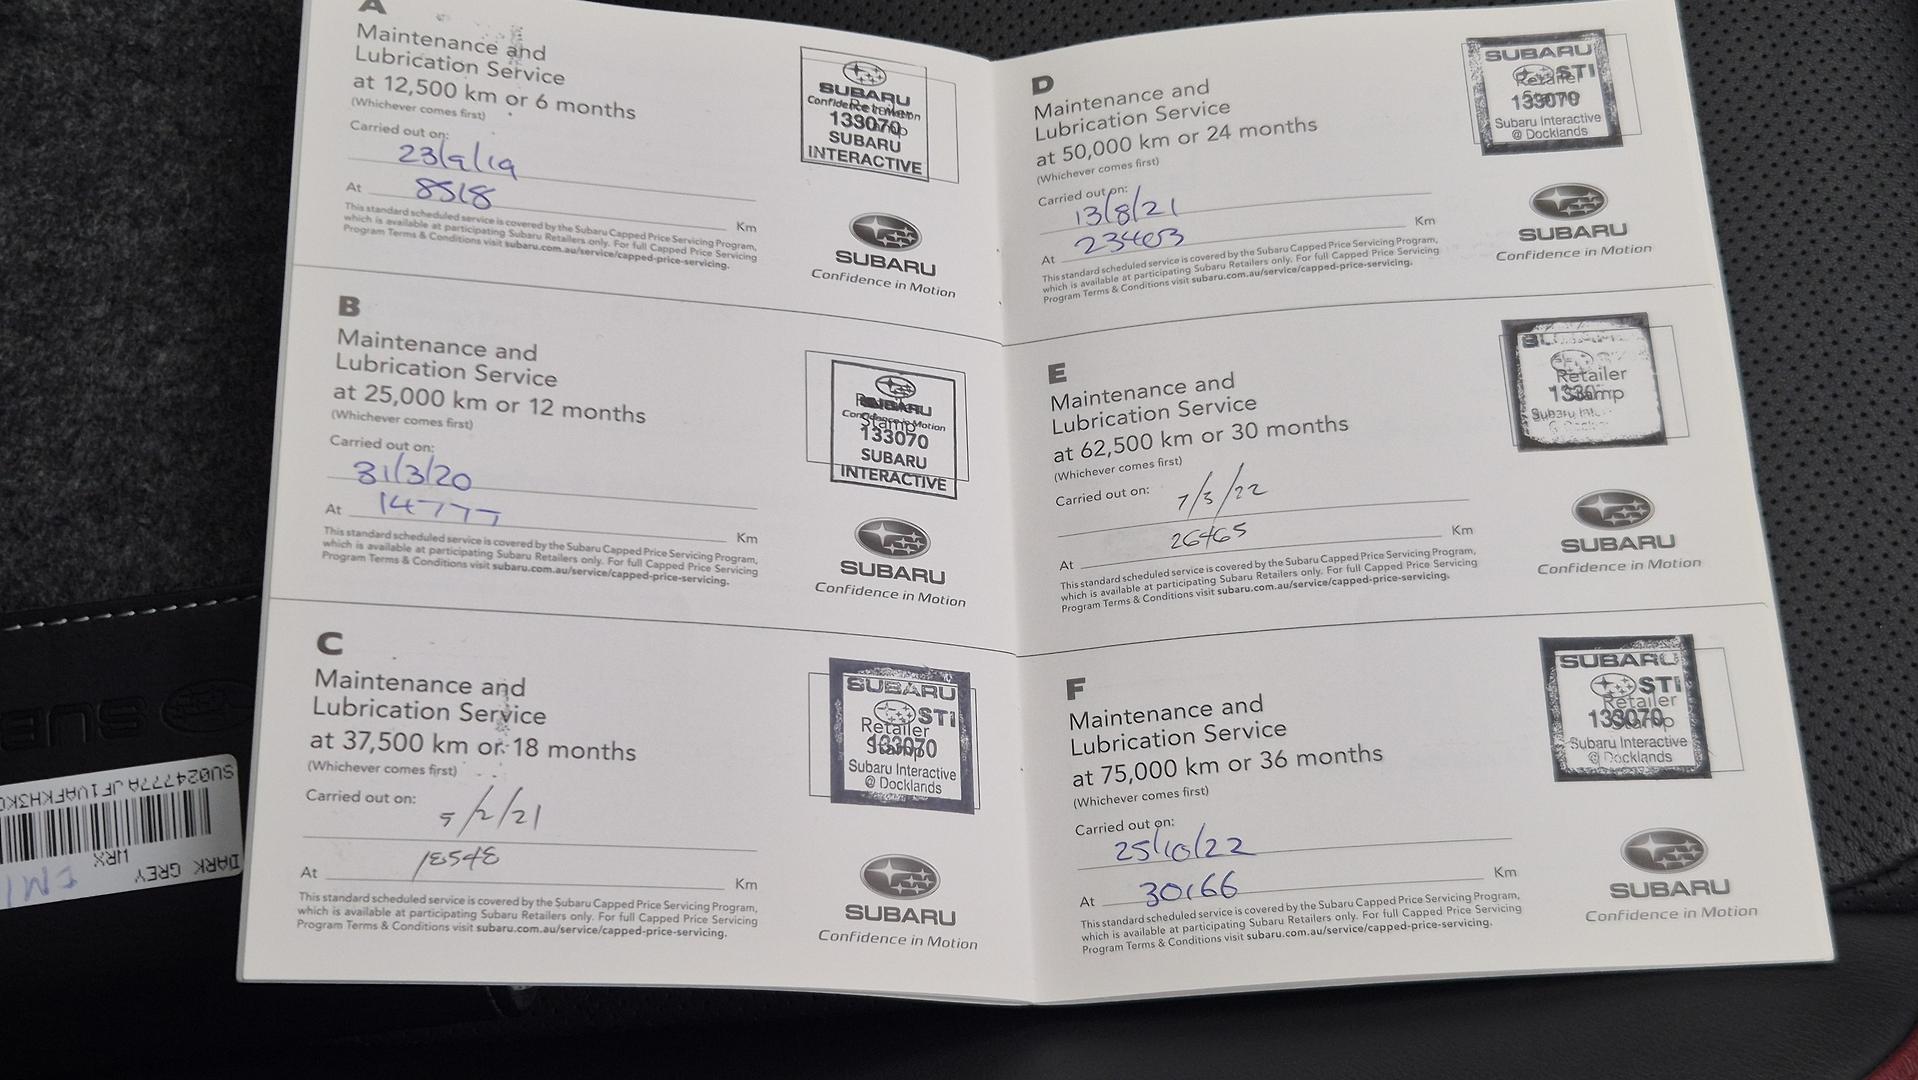 A
Maintenance and
Lubrication Service
at 12,500 km or 6 months
(Whichever comes first)
Carried out on:
23/9/19
At 8518 Km
This standard scheduled service is covered by the Subaru Capped Price Servicing Program,
which is available at participating Subaru Retailers only. For full Capped Price Servicing
Program Terms & Conditions visit subaru.com.au/service/capped-price-servicing.
SUBARU
Confidence in Motion
133070
SUBARU
INTERACTIVE
SUBARU
Confidence in Motion
B
Maintenance and
Lubrication Service
at 25,000 km or 12 months
(Whichever comes first)
Carried out on:
31/3/20
At 14777 Km
This standard scheduled service is covered by the Subaru Capped Price Servicing Program,
which is available at participating Subaru Retailers only. For full Capped Price Servicing
Program Terms & Conditions visit subaru.com.au/service/capped-price-servicing.
SUBARU
Confidence in Motion
Stamp
133070
SUBARU
INTERACTIVE
SUBARU
Confidence in Motion
C
Maintenance and
Lubrication Service
at 37,500 km or 18 months
(Whichever comes first)
Carried out on:
5/2/21
At 18548 Km
This standard scheduled service is covered by the Subaru Capped Price Servicing Program,
which is available at participating Subaru Retailers only. For full Capped Price Servicing
Program Terms & Conditions visit subaru.com.au/service/capped-price-servicing.
SUBARU
STI
Retailer
133070
Subaru Interactive
@ Docklands
SUBARU
Confidence in Motion
D
Maintenance and
Lubrication Service
at 50,000 km or 24 months
(Whichever comes first)
Carried out on:
13/8/21
At 23403 Km
This standard scheduled service is covered by the Subaru Capped Price Servicing Program,
which is available at participating Subaru Retailers only. For full Capped Price Servicing
Program Terms & Conditions visit subaru.com.au/service/capped-price-servicing.
SUBARU
STI
Retailer
133070
Subaru Interactive
@ Docklands
SUBARU
Confidence in Motion
E
Maintenance and
Lubrication Service
at 62,500 km or 30 months
(Whichever comes first)
Carried out on:
7/3/22
At 26465 Km
This standard scheduled service is covered by the Subaru Capped Price Servicing Program,
which is available at participating Subaru Retailers only. For full Capped Price Servicing
Program Terms & Conditions visit subaru.com.au/service/capped-price-servicing.
Retailer
Stamp
SUBARU
Confidence in Motion
F
Maintenance and
Lubrication Service
at 75,000 km or 36 months
(Whichever comes first)
Carried out on:
25/10/22
At 30166 Km
This standard scheduled service is covered by the Subaru Capped Price Servicing Program,
which is available at participating Subaru Retailers only. For full Capped Price Servicing
Program Terms & Conditions visit subaru.com.au/service/capped-price-servicing.
SUBARU
STI
Retailer
133070
Subaru Interactive
@ Docklands
SUBARU
Confidence in Motion
DARK GREY
WRX